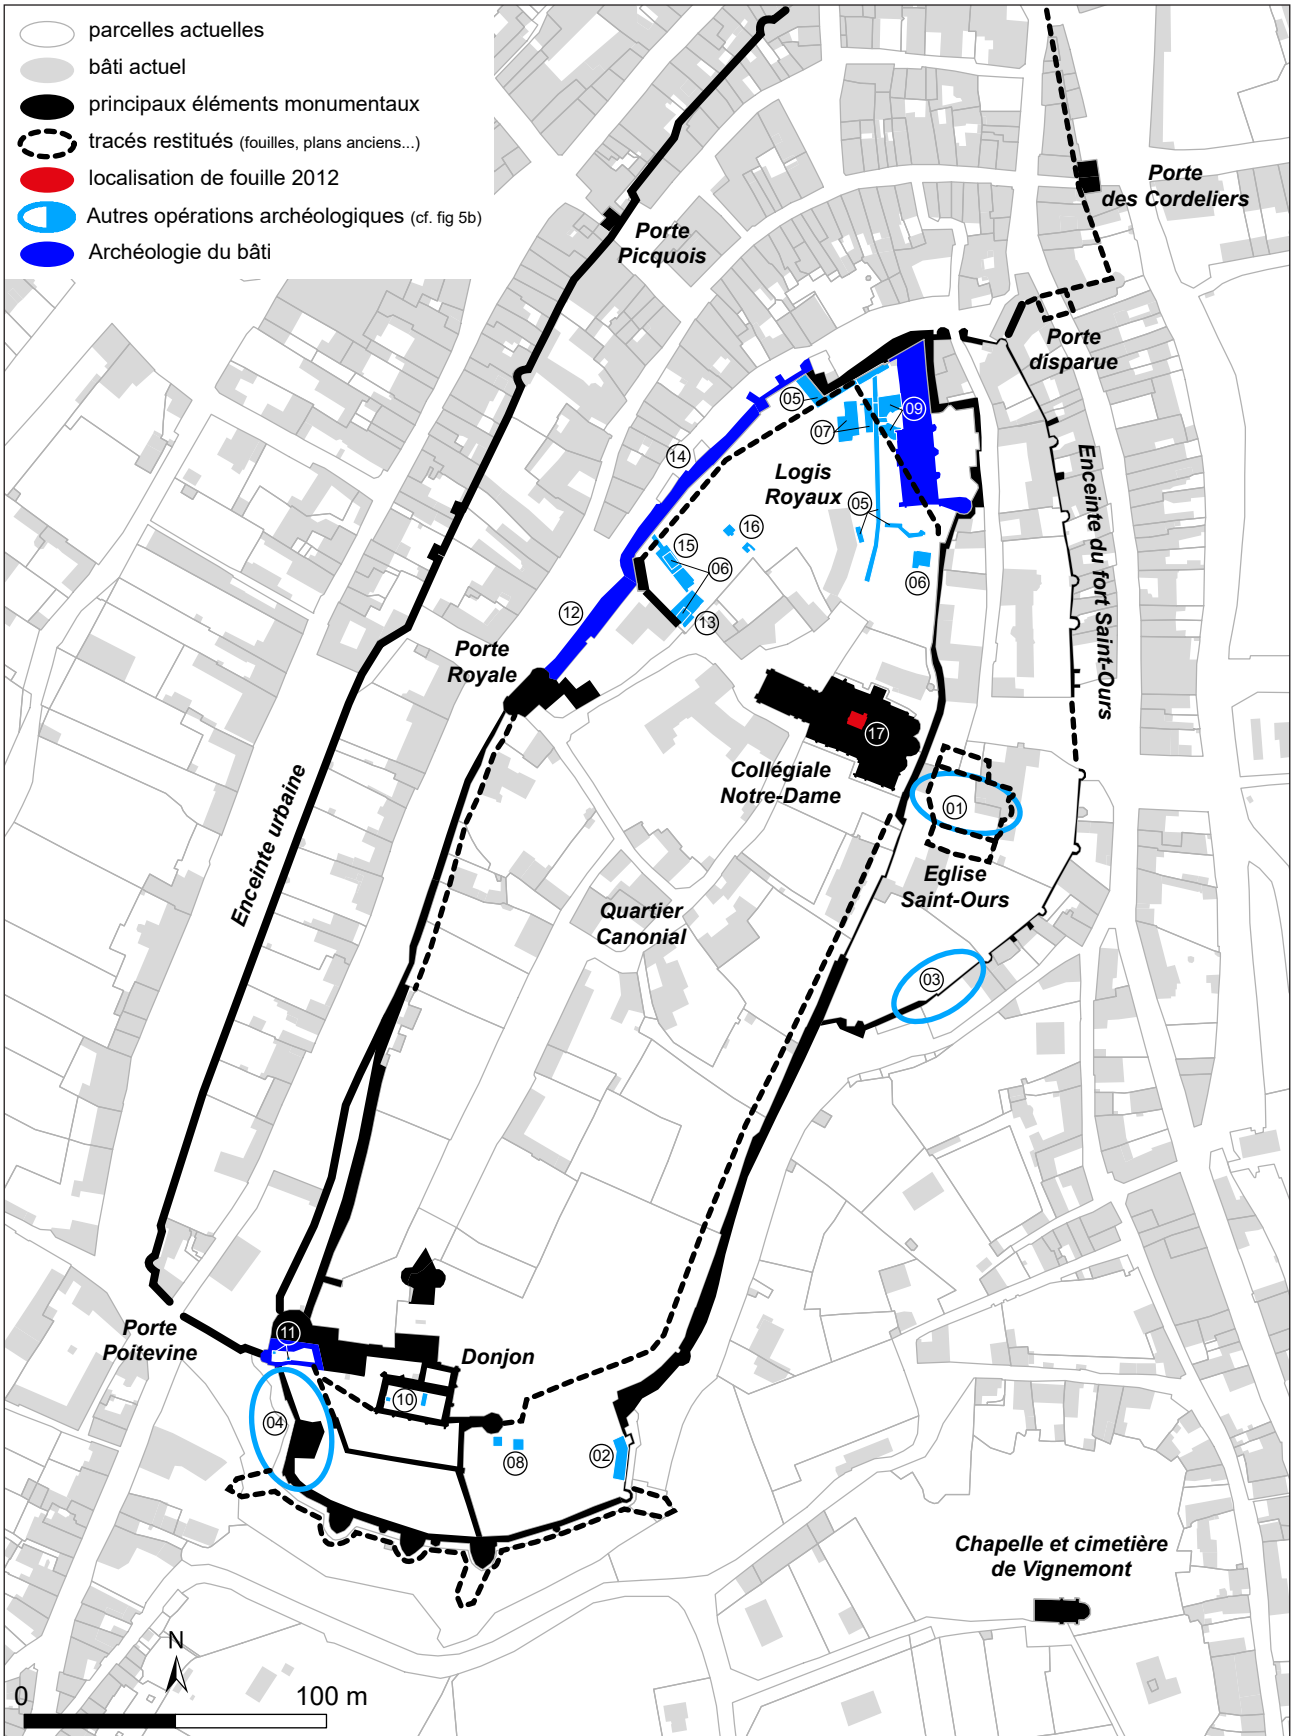 parcelles actuelles
bâti actuel
principaux éléments monumentaux
tracés restitués (fouilles, plans anciens...)
localisation de fouille 2012
Autres opérations archéologiques (cf. fig 5b)
Archéologie du bâti
Porte
des Cordeliers
Porte
Picquois
Porte
disparue
05
09
07
14
Logis
Royaux
Enceinte du fort Saint-Ours
05
16
15
06
06
12
13
Porte
Royale
17
Collégiale
Notre-Dame
01
Enceinte urbaine
Eglise
Saint-Ours
Quartier
Canonial
03
Porte
Poitevine
11
Donjon
10
04
08
02
Chapelle et cimetière
de Vignemont
N
0
100 m